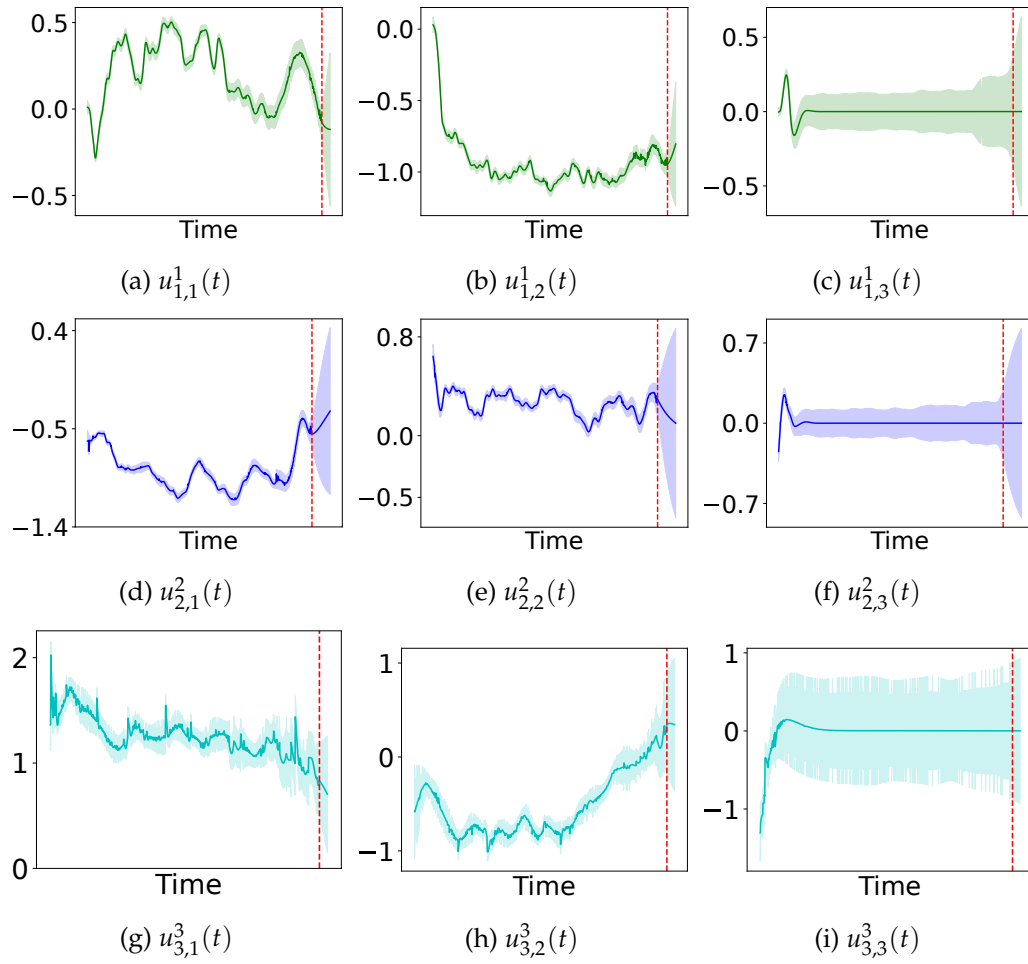 0.5
0.0
−0.5
Time
(a) $u^1_{1,1}(t)$
0.0
−0.5
−1.0
Time
(b) $u^1_{1,2}(t)$
0.5
0.0
−0.5
Time
(c) $u^1_{1,3}(t)$
0.4
−0.5
−1.4
Time
(d) $u^2_{2,1}(t)$
0.8
0.0
−0.5
Time
(e) $u^2_{2,2}(t)$
0.7
0.0
−0.7
Time
(f) $u^2_{2,3}(t)$
2
1
0
Time
(g) $u^3_{3,1}(t)$
1
0
−1
Time
(h) $u^3_{3,2}(t)$
1
0
−1
Time
(i) $u^3_{3,3}(t)$